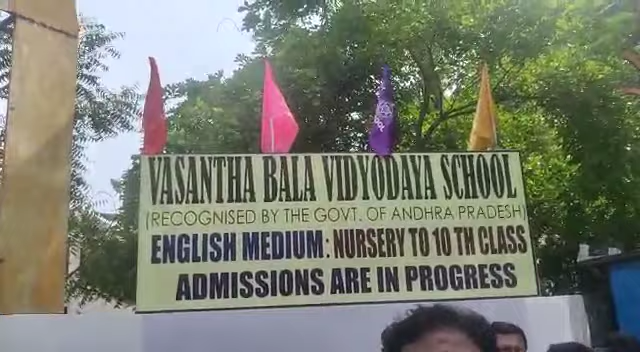 VASANTHA BALA VIDYODAYA SCHOOL
(RECOGNISED BY THE GOVT. OF ANDHRA PRADESH)
ENGLISH MEDIUM: NURSERY TO 10 TH CLASS
ADMISSIONS ARE IN PROGRESS